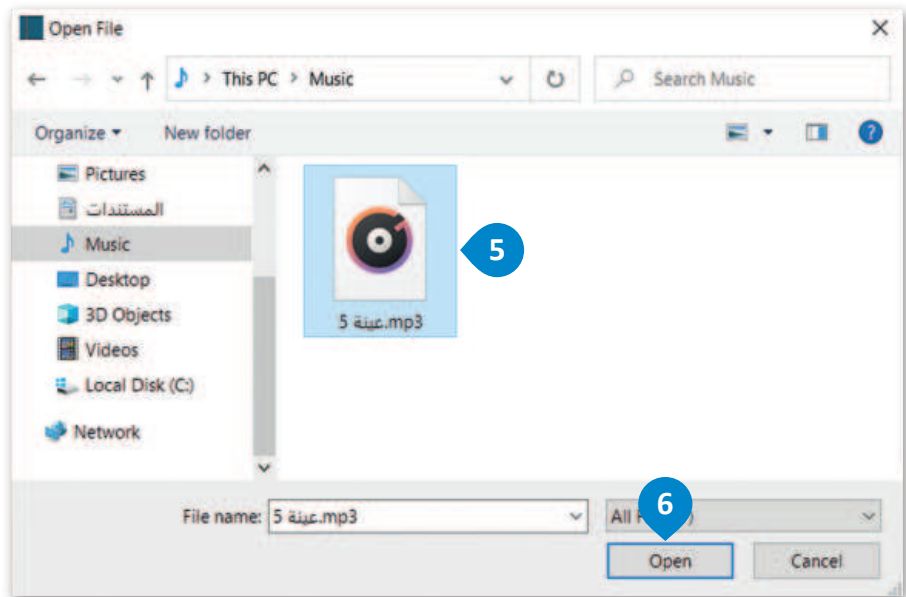 Open File
This PC > Music
Search Music
Organize
New folder
Pictures
المستندات
Music
Desktop
3D Objects
Videos
Local Disk (C:)
Network
5
عينة 5.mp3
File name: عينة 5.mp3
All
6
Open
Cancel